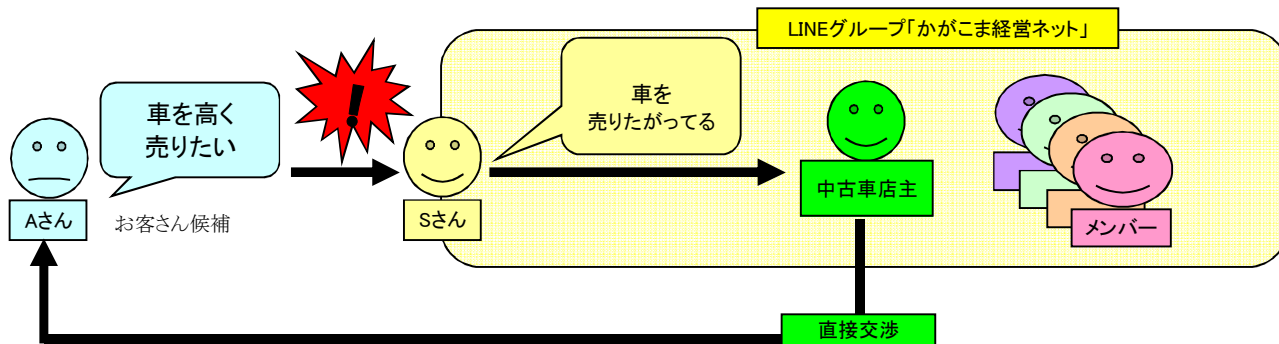 LINEグループ「かがこま経営ネット」
車を高く
売りたい
!
車を
売りたがってる
Aさん
お客さん候補
Sさん
中古車店主
メンバー
直接交渉